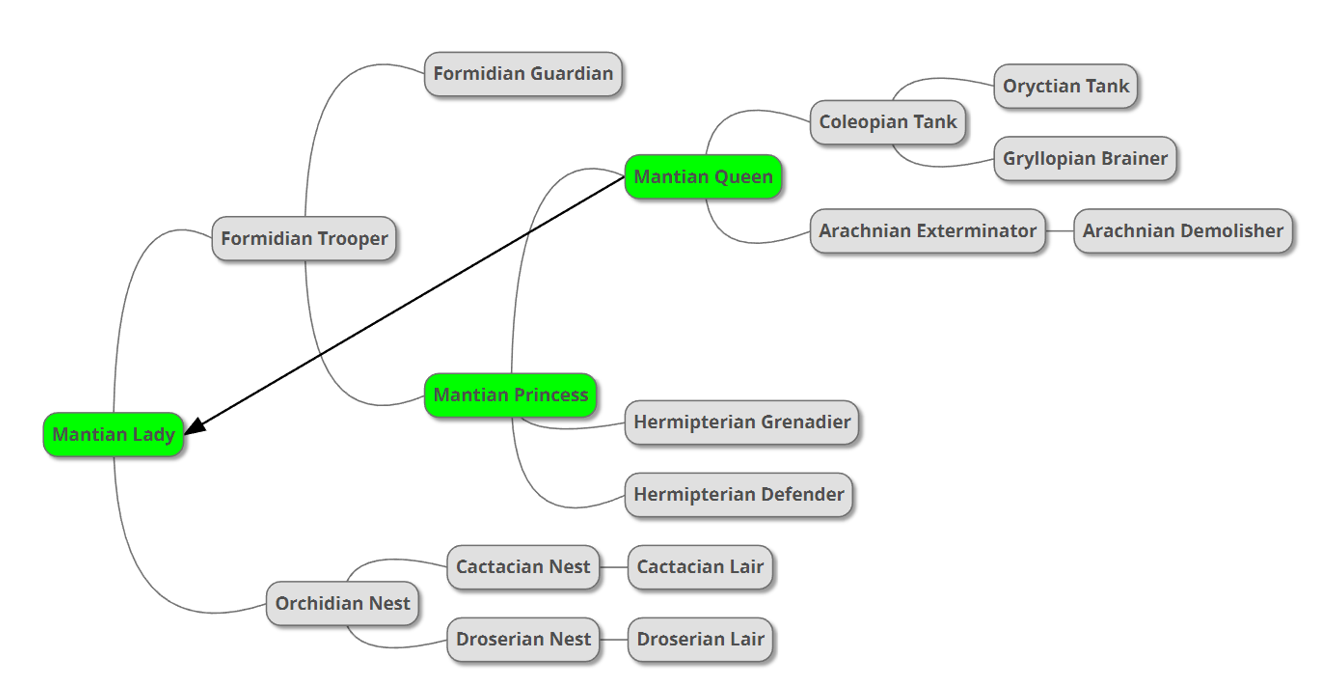 Formidian Guardian
Oryctian Tank
Coleopian Tank
Gryllopian Brainer
Mantian Queen
Arachnian Exterminator
Arachnian Demolisher
Formidian Trooper
Mantian Princess
Hermipterian Grenadier
Mantian Lady
Hermipterian Defender
Cactacian Nest
Cactacian Lair
Orchidian Nest
Droserian Nest
Droserian Lair